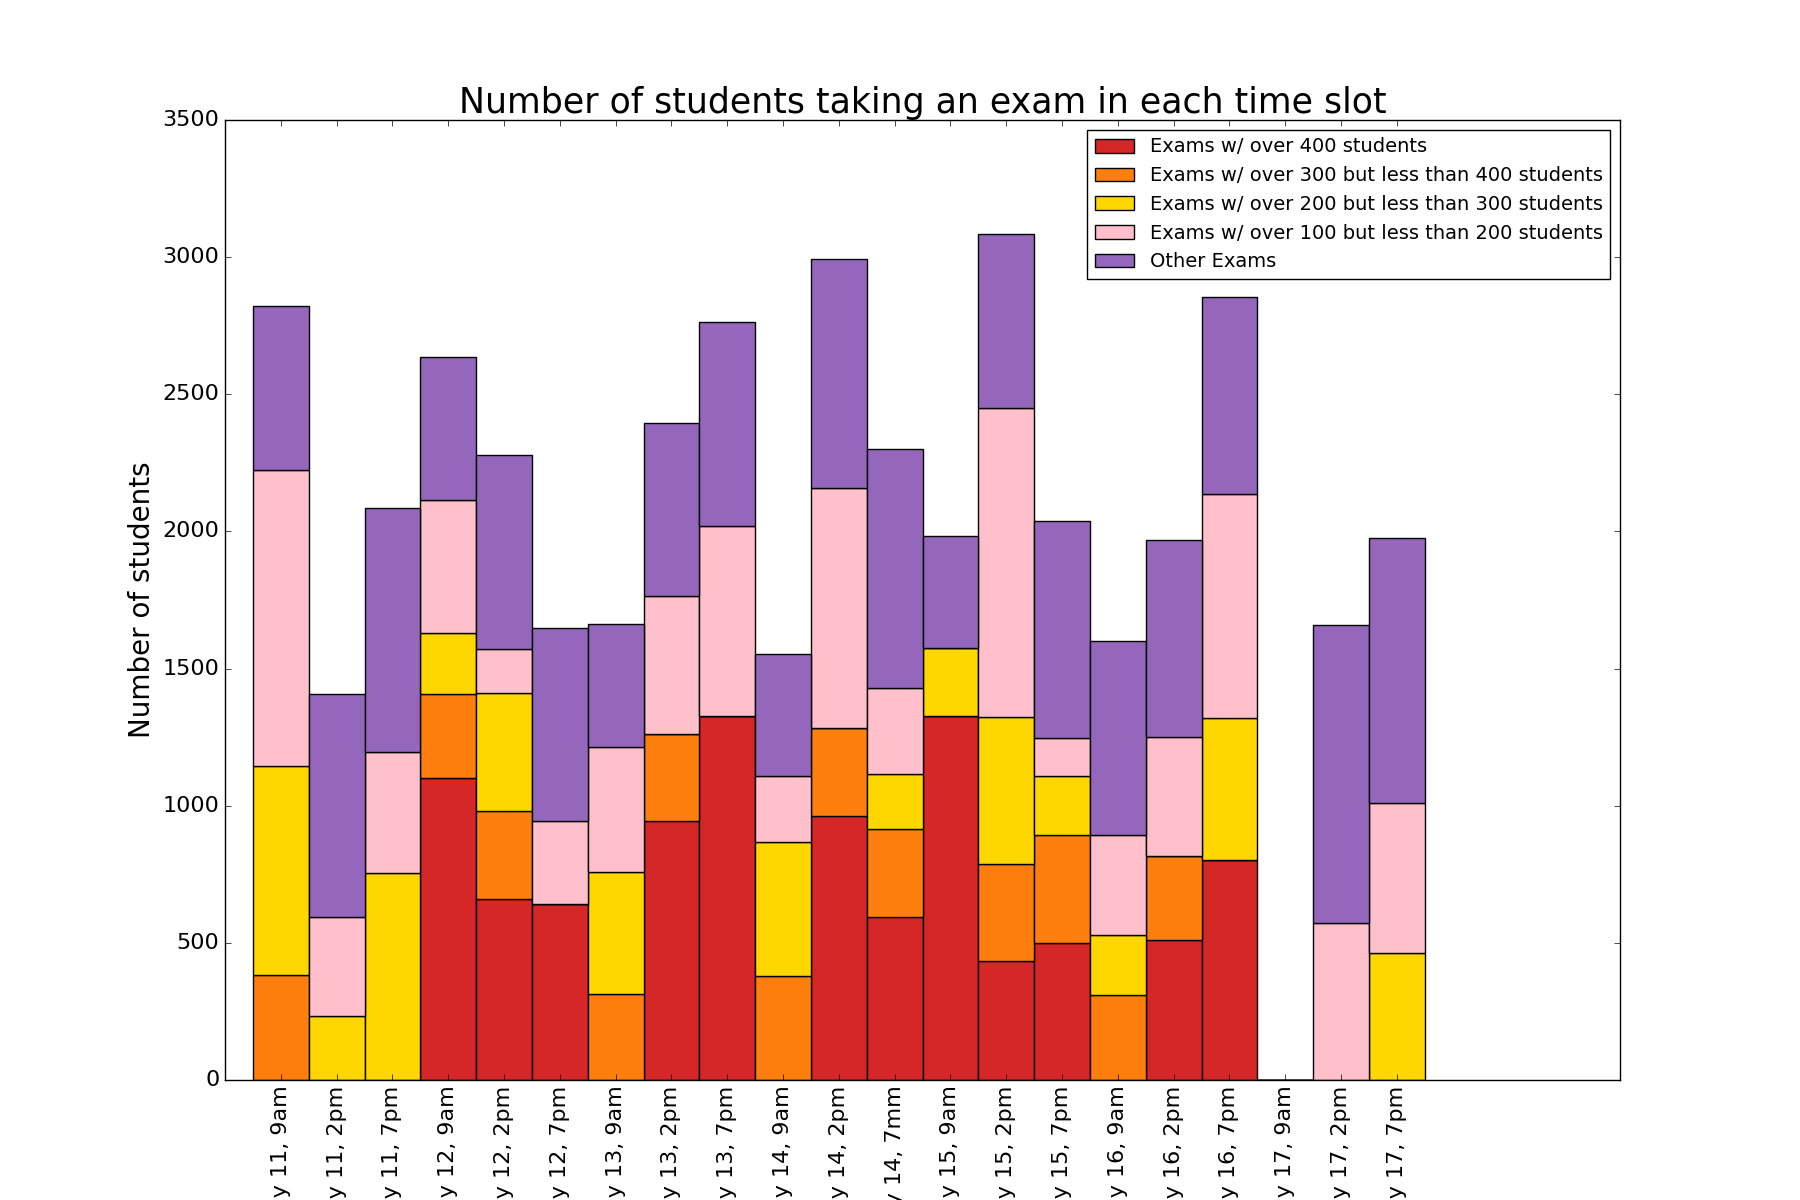 Number of students taking an exam in each time slot
3500
3000
2500
2000
1500
1000
500
0
Number of students
Exams w/ over 400 students
Exams w/ over 300 but less than 400 students
Exams w/ over 200 but less than 300 students
Exams w/ over 100 but less than 200 students
Other Exams
y 11, 9am
y 11, 2pm
y 11, 7pm
y 12, 9am
y 12, 2pm
y 12, 7pm
y 13, 9am
y 13, 2pm
y 13, 7pm
y 14, 9am
y 14, 2pm
y 14, 7mm
y 15, 9am
y 15, 2pm
y 15, 7pm
y 16, 9am
y 16, 2pm
y 16, 7pm
y 17, 9am
y 17, 2pm
y 17, 7pm